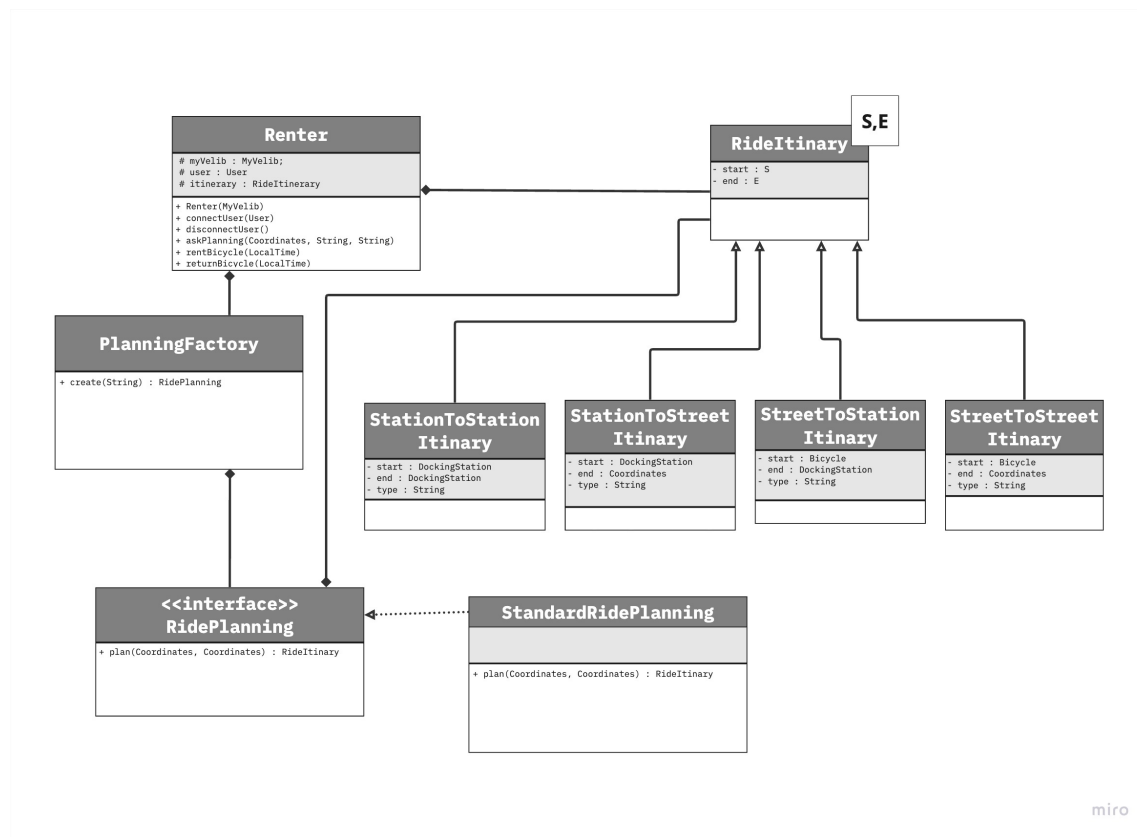 Renter
# myVelib : MyVelib;
# user : User
# itinerary : RideItinerary
+ Renter(MyVelib)
+ connectUser(User)
+ disconnectUser()
+ askPlanning(Coordinates, String, String)
+ rentBicycle(LocalTime)
+ returnBicycle(LocalTime)
S,E
RideItinary
- start : S
- end : E
PlanningFactory
+ create(String) : RidePlanning
StationToStation
Itinary
- start : DockingStation
- end : DockingStation
- type : String
StationToStreet
Itinary
- start : DockingStation
- end : Coordinates
- type : String
StreetToStation
Itinary
- start : Bicycle
- end : DockingStation
- type : String
StreetToStreet
Itinary
- start : Bicycle
- end : Coordinates
- type : String
<<interface>>
RidePlanning
+ plan(Coordinates, Coordinates) : RideItinary
StandardRidePlanning
+ plan(Coordinates, Coordinates) : RideItinary
miro